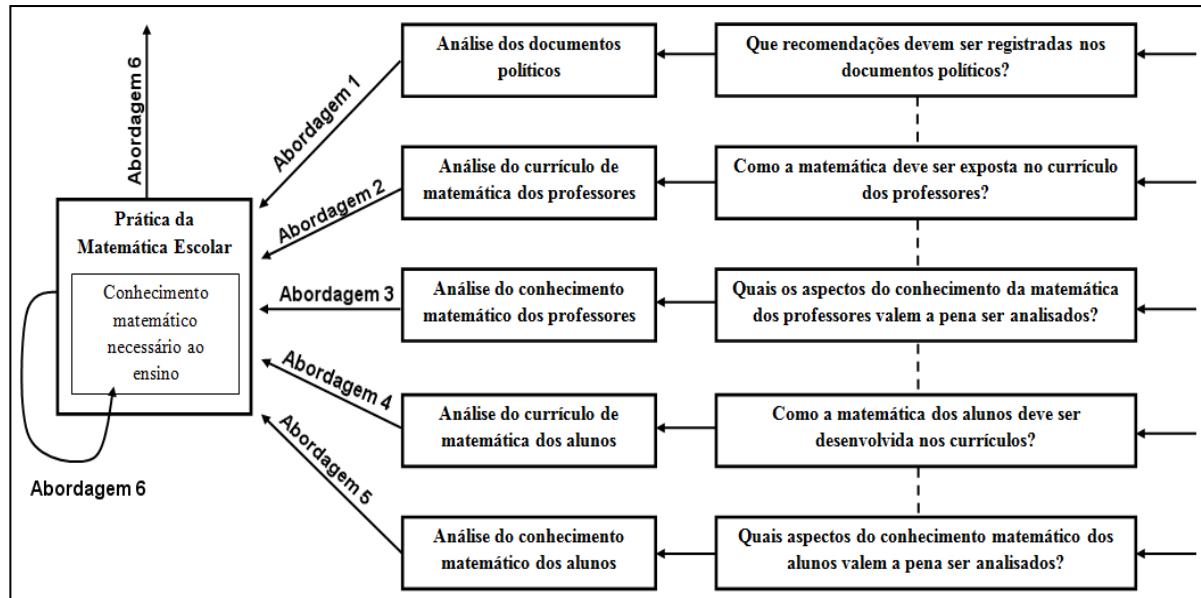 Abordagem 6
Abordagem 1
Análise dos documentos
políticos
Que recomendações devem ser registradas nos
documentos políticos?
Abordagem 2
Análise do currículo de
matemática dos professores
Como a matemática deve ser exposta no currículo
dos professores?
Prática da
Matemática Escolar
Conhecimento
matemático
necessário ao
ensino
Abordagem 3
Análise do conhecimento
matemático dos professores
Quais os aspectos do conhecimento da matemática
dos professores valem a pena ser analisados?
Abordagem 4
Análise do currículo de
matemática dos alunos
Como a matemática dos alunos deve ser
desenvolvida nos currículos?
Abordagem 5
Abordagem 6
Análise do conhecimento
matemático dos alunos
Quais aspectos do conhecimento matemático dos
alunos valem a pena ser analisados?